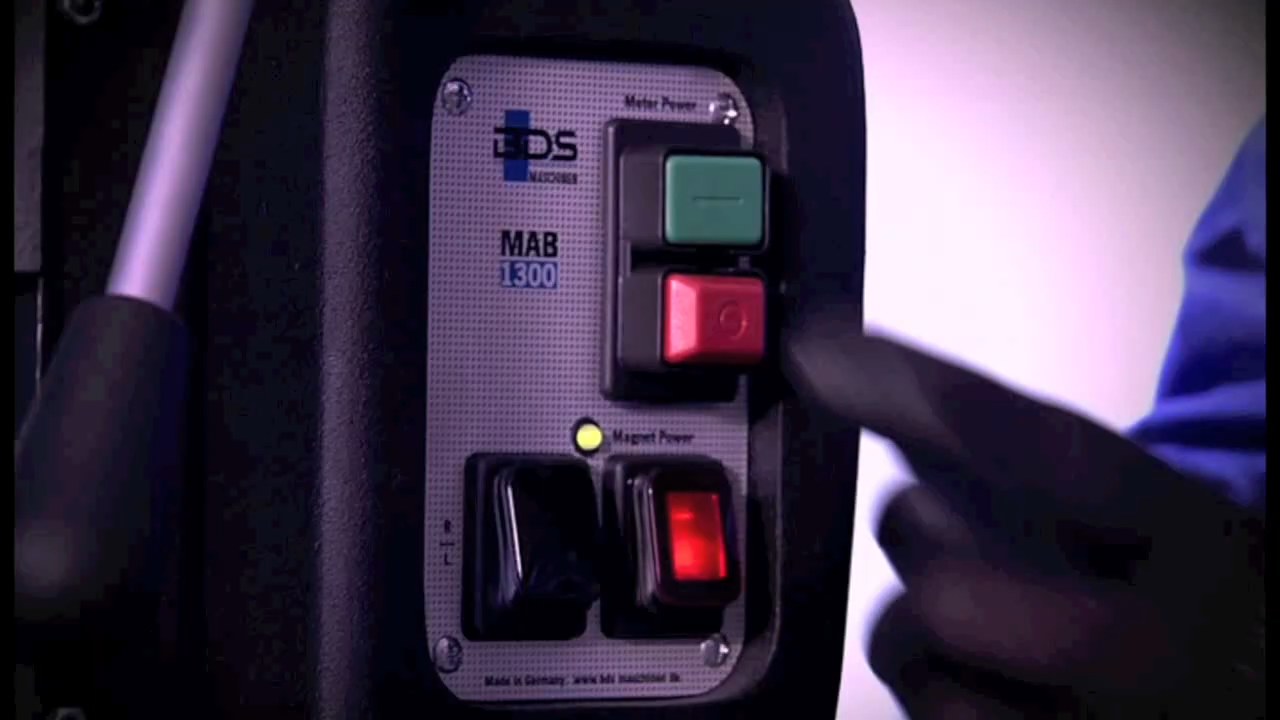 Motor Power
BDS
MASCHINEN
MAB
1300
Magnet Power
R
L
Made in Germany · www.bds-maschinen.de